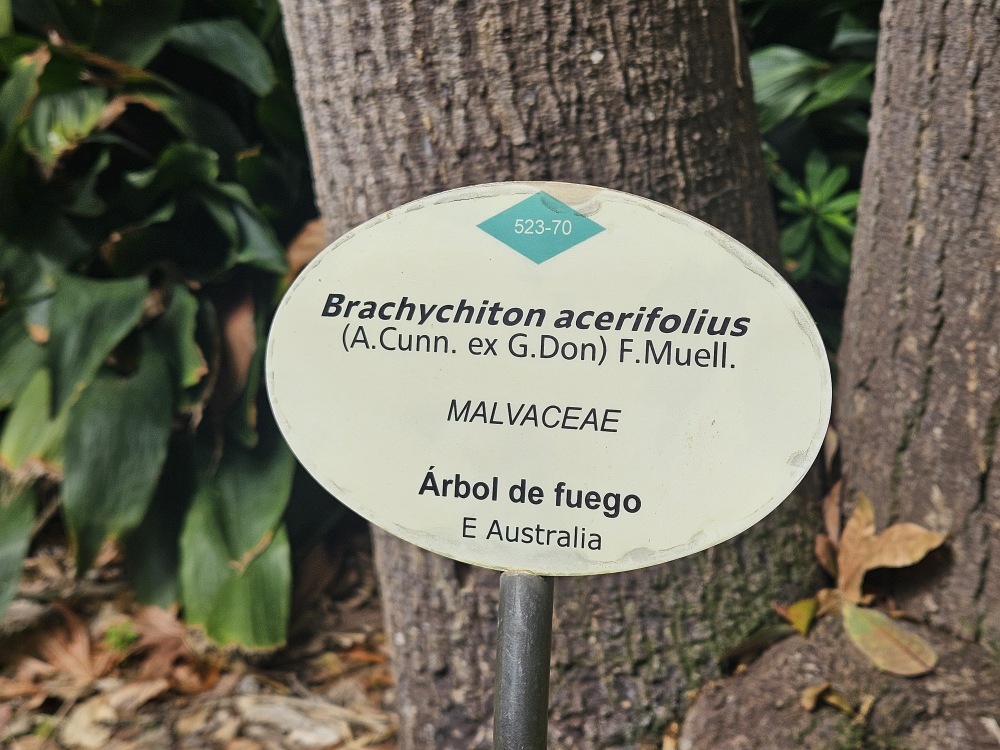 523-70
Brachychiton acerifolius
(A.Cunn. ex G.Don) F.Muell.
MALVACEAE
Árbol de fuego
E Australia